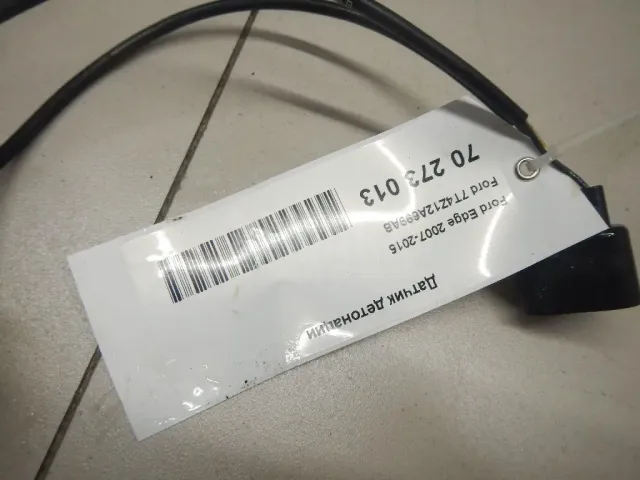 Датчик детонации
Ford Edge 2007-2015
Ford 7T4Z12A699AB
70 273 013